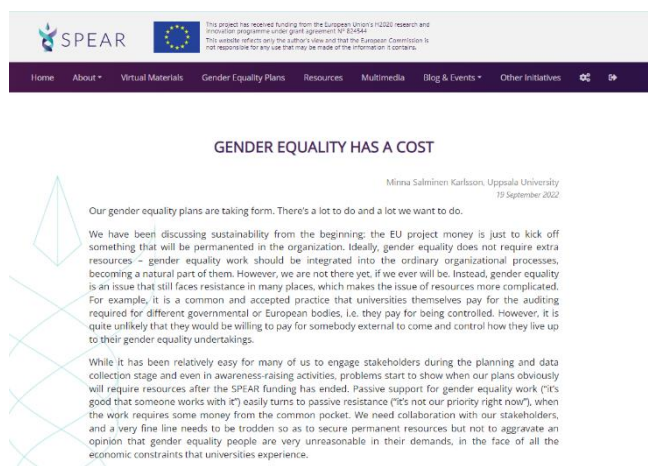 SPEAR
This project has received funding from the European Union's H2020 research and
innovation programme under grant agreement Nº 824544
This website reflects only the author's view and that the European Commission is
not responsible for any use that may be made of the information it contains.
Home About Virtual Materials Gender Equality Plans Resources Multimedia Blog & Events Other Initiatives
GENDER EQUALITY HAS A COST
Minna Salminen Karlsson, Uppsala University
19 September 2022
Our gender equality plans are taking form. There's a lot to do and a lot we want to do.
We have been discussing sustainability from the beginning: the EU project money is just to kick off
something that will be permanented in the organization. Ideally, gender equality does not require extra
resources – gender equality work should be integrated into the ordinary organizational processes,
becoming a natural part of them. However, we are not there yet, if we ever will be. Instead, gender equality
is an issue that still faces resistance in many places, which makes the issue of resources more complicated.
For example, it is a common and accepted practice that universities themselves pay for the auditing
required for different governmental or European bodies, i.e. they pay for being controlled. However, it is
quite unlikely that they would be willing to pay for somebody external to come and control how they live up
to their gender equality undertakings.
While it has been relatively easy for many of us to engage stakeholders during the planning and data
collection stage and even in awareness-raising activities, problems start to show when our plans obviously
will require resources after the SPEAR funding has ended. Passive support for gender equality work ("it's
good that someone works with it") easily turns to passive resistance ("it's not our priority right now"), when
the work requires some money from the common pocket. We need collaboration with our stakeholders,
and a very fine line needs to be trodden so as to secure permanent resources but not to aggravate an
opinion that gender equality people are very unreasonable in their demands, in the face of all the
economic constraints that universities experience.